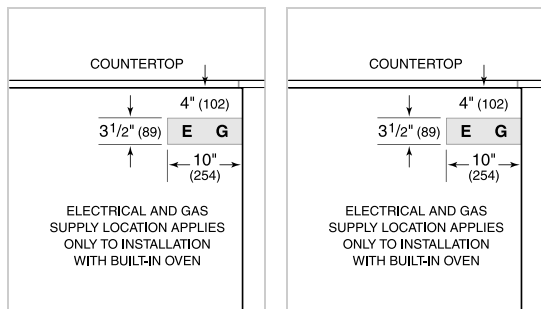 COUNTERTOP
4" (102)
3 1/2" (89)
E G
10"
(254)
ELECTRICAL AND GAS
SUPPLY LOCATION APPLIES
ONLY TO INSTALLATION
WITH BUILT-IN OVEN
COUNTERTOP
4" (102)
3 1/2" (89)
E G
10"
(254)
ELECTRICAL AND GAS
SUPPLY LOCATION APPLIES
ONLY TO INSTALLATION
WITH BUILT-IN OVEN